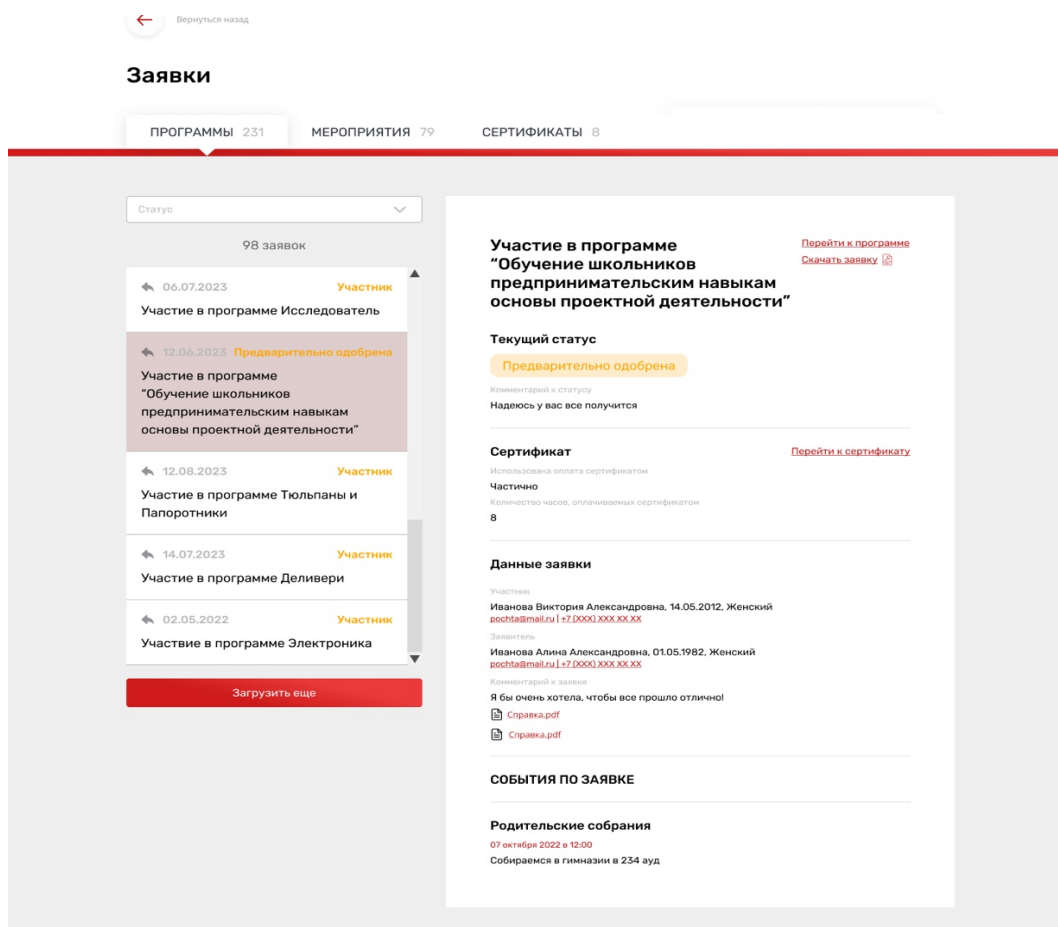 Вернуться назад
Заявки
ПРОГРАММЫ 231 МЕРОПРИЯТИЯ 79 СЕРТИФИКАТЫ 8
Статус
98 заявок
06.07.2023 Участник
Участие в программе Исследователь
12.06.2023 Предварительно одобрена
Участие в программе
“Обучение школьников
предпринимательским навыкам
основы проектной деятельности”
12.08.2023 Участник
Участие в программе Тюльпаны и
Папоротники
14.07.2023 Участник
Участие в программе Деливери
02.05.2022 Участник
Участвие в программе Электроника
Загрузить еще
Участие в программе
“Обучение школьников
предпринимательским навыкам
основы проектной деятельности”
Перейти к программе
Скачать заявку
Текущий статус
Предварительно одобрена
Комментарий к статусу
Надеюсь у вас все получится
Сертификат Перейти к сертификату
Использована оплата сертификатом
Частично
Количество часов, оплачиваемых сертификатом
8
Данные заявки
Участник
Иванова Виктория Александровна, 14.05.2012, Женский
pochta@mail.ru | +7 (XXX) XXX XX XX
Заявитель
Иванова Алина Александровна, 01.05.1982, Женский
pochta@mail.ru | +7 (XXX) XXX XX XX
Комментарий к заявке
Я бы очень хотела, чтобы все прошло отлично!
Справка.pdf
Справка.pdf
СОБЫТИЯ ПО ЗАЯВКЕ
Родительские собрания
07 октября 2022 в 12:00
Собираемся в гимназии в 234 ауд